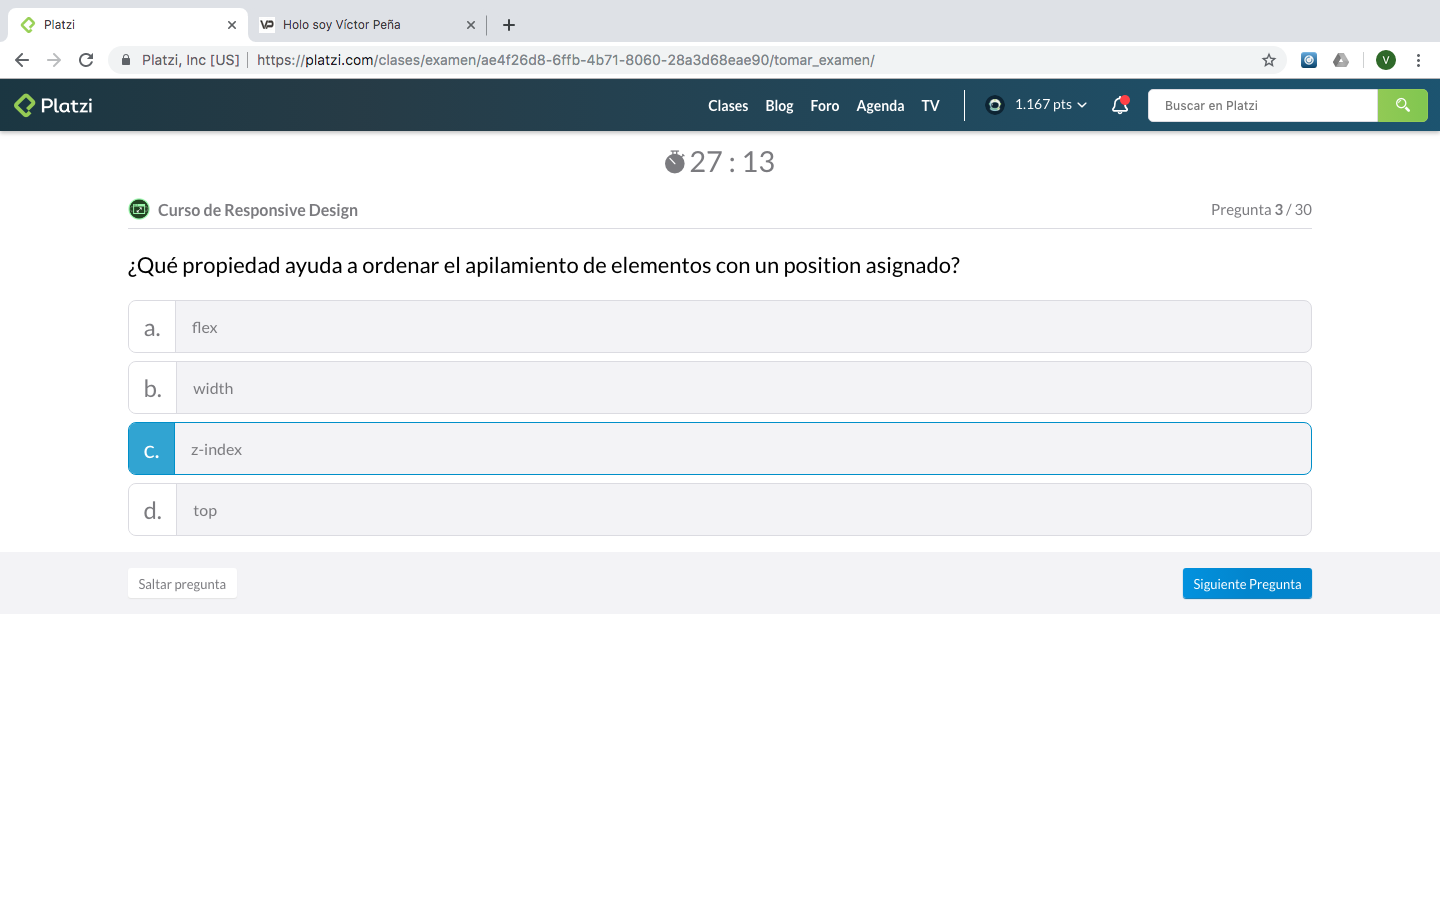 Platzi
Holo soy Víctor Peña
Platzi, Inc [US] https://platzi.com/clases/examen/ae4f26d8-6ffb-4b71-8060-28a3d68eae90/tomar_examen/
V
Platzi
Clases Blog Foro Agenda TV 1.167 pts Buscar en Platzi
27 : 13
Curso de Responsive Design
Pregunta 3 / 30
¿Qué propiedad ayuda a ordenar el apilamiento de elementos con un position asignado?
a. flex
b. width
c. z-index
d. top
Saltar pregunta
Siguiente Pregunta